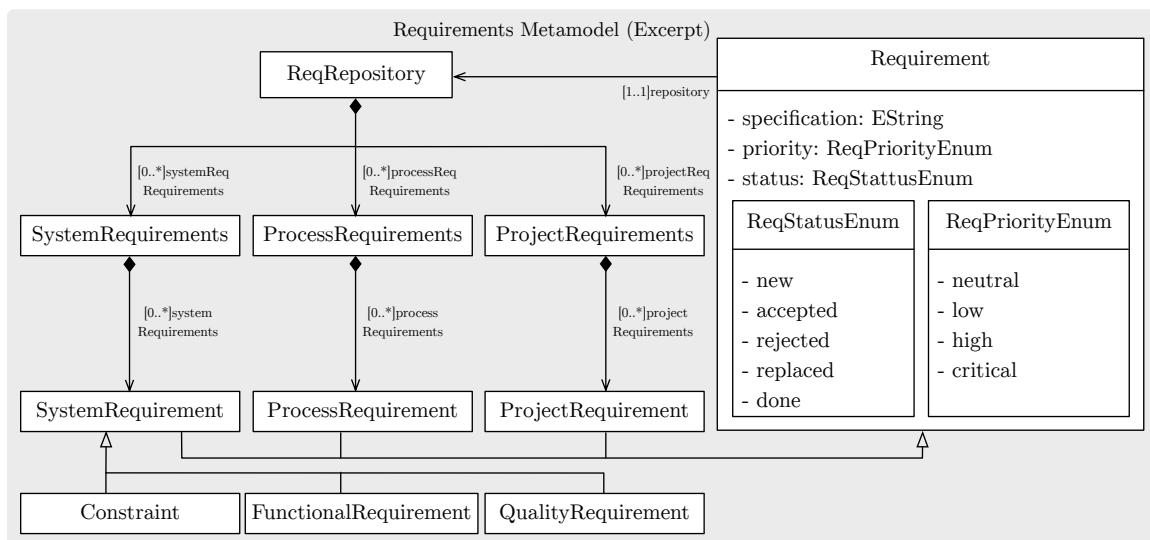 Requirements Metamodel (Excerpt)
ReqRepository
[1..1]repository
Requirement
- specification: EString
- priority: ReqPriorityEnum
- status: ReqStattusEnum
[0..*]systemReq
Requirements
[0..*]processReq
Requirements
[0..*]projectReq
Requirements
SystemRequirements
ProcessRequirements
ProjectRequirements
ReqStatusEnum
- new
- accepted
- rejected
- replaced
- done
ReqPriorityEnum
- neutral
- low
- high
- critical
[0..*]system
Requirements
[0..*]process
Requirements
[0..*]project
Requirements
SystemRequirement
ProcessRequirement
ProjectRequirement
Constraint
FunctionalRequirement
QualityRequirement